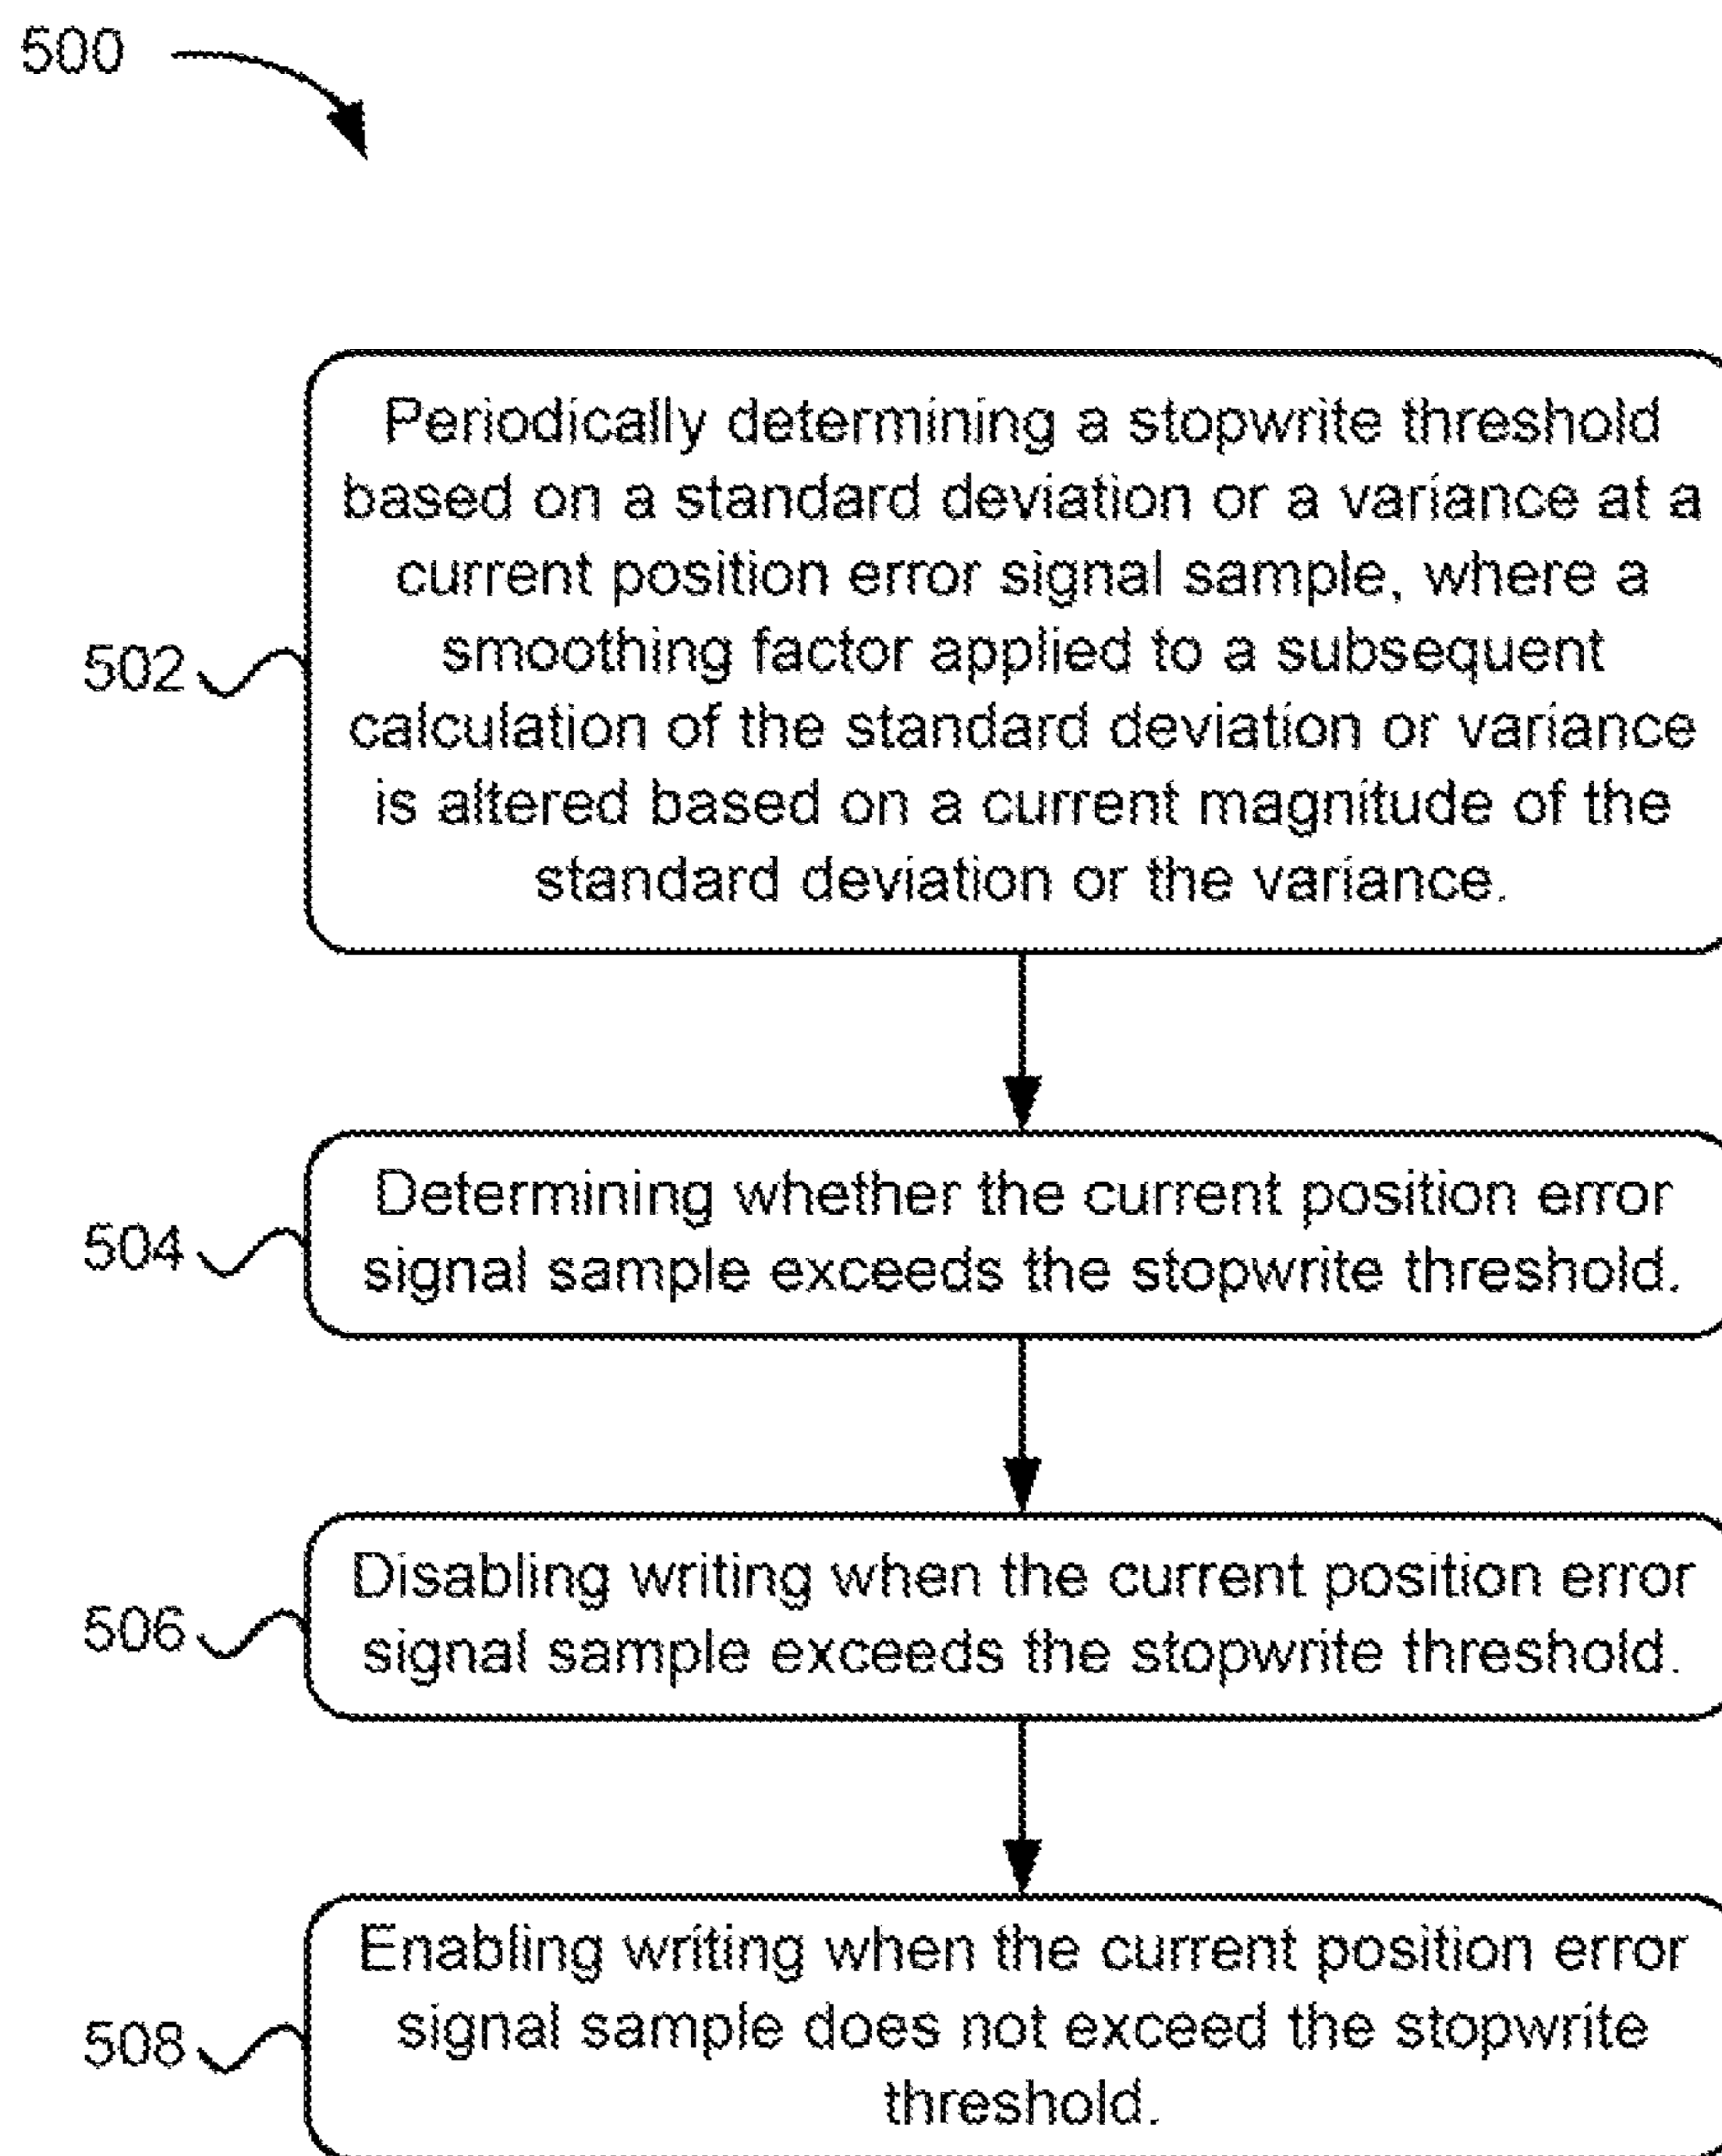 500
Periodically determining a stopwrite threshold
based on a standard deviation or a variance at a
current position error signal sample, where a
smoothing factor applied to a subsequent
calculation of the standard deviation or variance
is altered based on a current magnitude of the
standard deviation or the variance.
502
Determining whether the current position error
signal sample exceeds the stopwrite threshold.
504
Disabling writing when the current position error
signal sample exceeds the stopwrite threshold.
506
Enabling writing when the current position error
signal sample does not exceed the stopwrite
threshold.
508